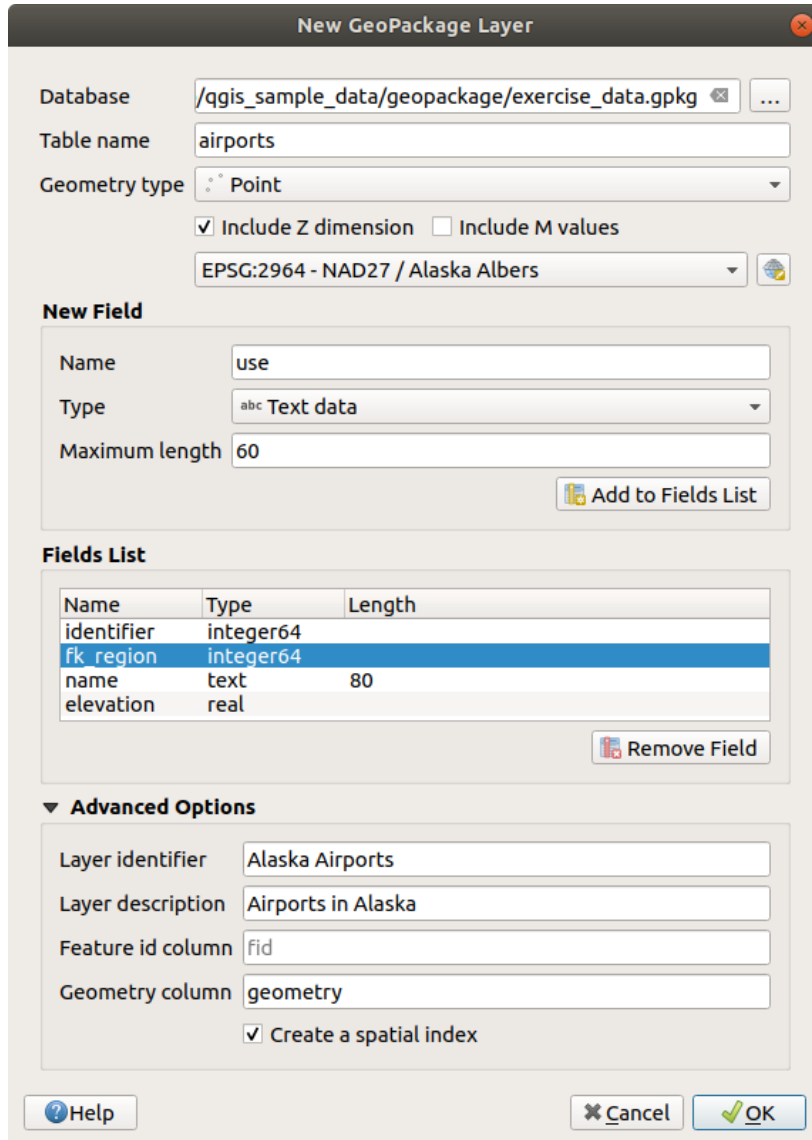 New GeoPackage Layer
Database /qgis_sample_data/geopackage/exercise_data.gpkg ...
Table name airports
Geometry type Point
Include Z dimension Include M values
EPSG:2964 - NAD27 / Alaska Albers
New Field
Name use
Type abc Text data
Maximum length 60
Add to Fields List
Fields List
Name Type Length
identifier integer64
fk_region integer64
name text 80
elevation real
Remove Field
Advanced Options
Layer identifier Alaska Airports
Layer description Airports in Alaska
Feature id column fid
Geometry column geometry
Create a spatial index
Help Cancel OK